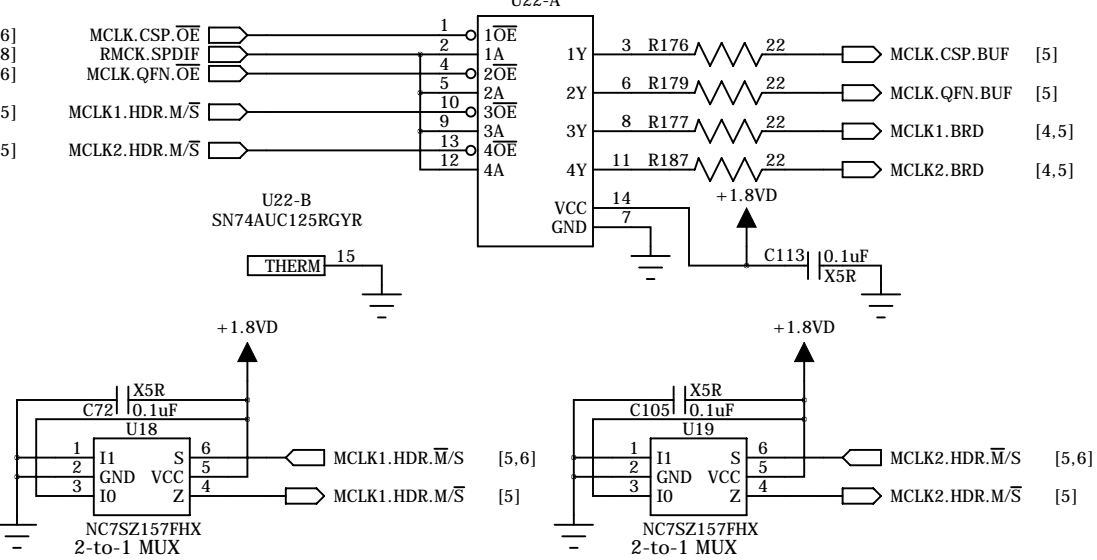 U22-A
6] MCLK.CSP.O̅E̅ 1 1O̅E̅
8] RMCK.SPDIF 2 1A 1Y 3 R176 22 MCLK.CSP.BUF [5]
6] MCLK.QFN.O̅E̅ 4 2O̅E̅
5 2A 2Y 6 R179 22 MCLK.QFN.BUF [5]
5] MCLK1.HDR.M/S̅ 10 3O̅E̅
9 3A 3Y 8 R177 22 MCLK1.BRD [4,5]
5] MCLK2.HDR.M/S̅ 13 4O̅E̅
12 4A 4Y 11 R187 22 MCLK2.BRD [4,5]
U22-B
SN74AUC125RGYR
VCC 14 +1.8VD
GND 7
THERM 15
C113 0.1uF
X5R
+1.8VD
X5R
C72 0.1uF
U18
1 I1 S 6 MCLK1.HDR.M̅/S [5,6]
2 GND VCC 5
3 I0 Z 4 MCLK1.HDR.M/S̅ [5]
NC7SZ157FHX
2-to-1 MUX
+1.8VD
X5R
C105 0.1uF
U19
1 I1 S 6 MCLK2.HDR.M̅/S [5,6]
2 GND VCC 5
3 I0 Z 4 MCLK2.HDR.M/S̅ [5]
NC7SZ157FHX
2-to-1 MUX